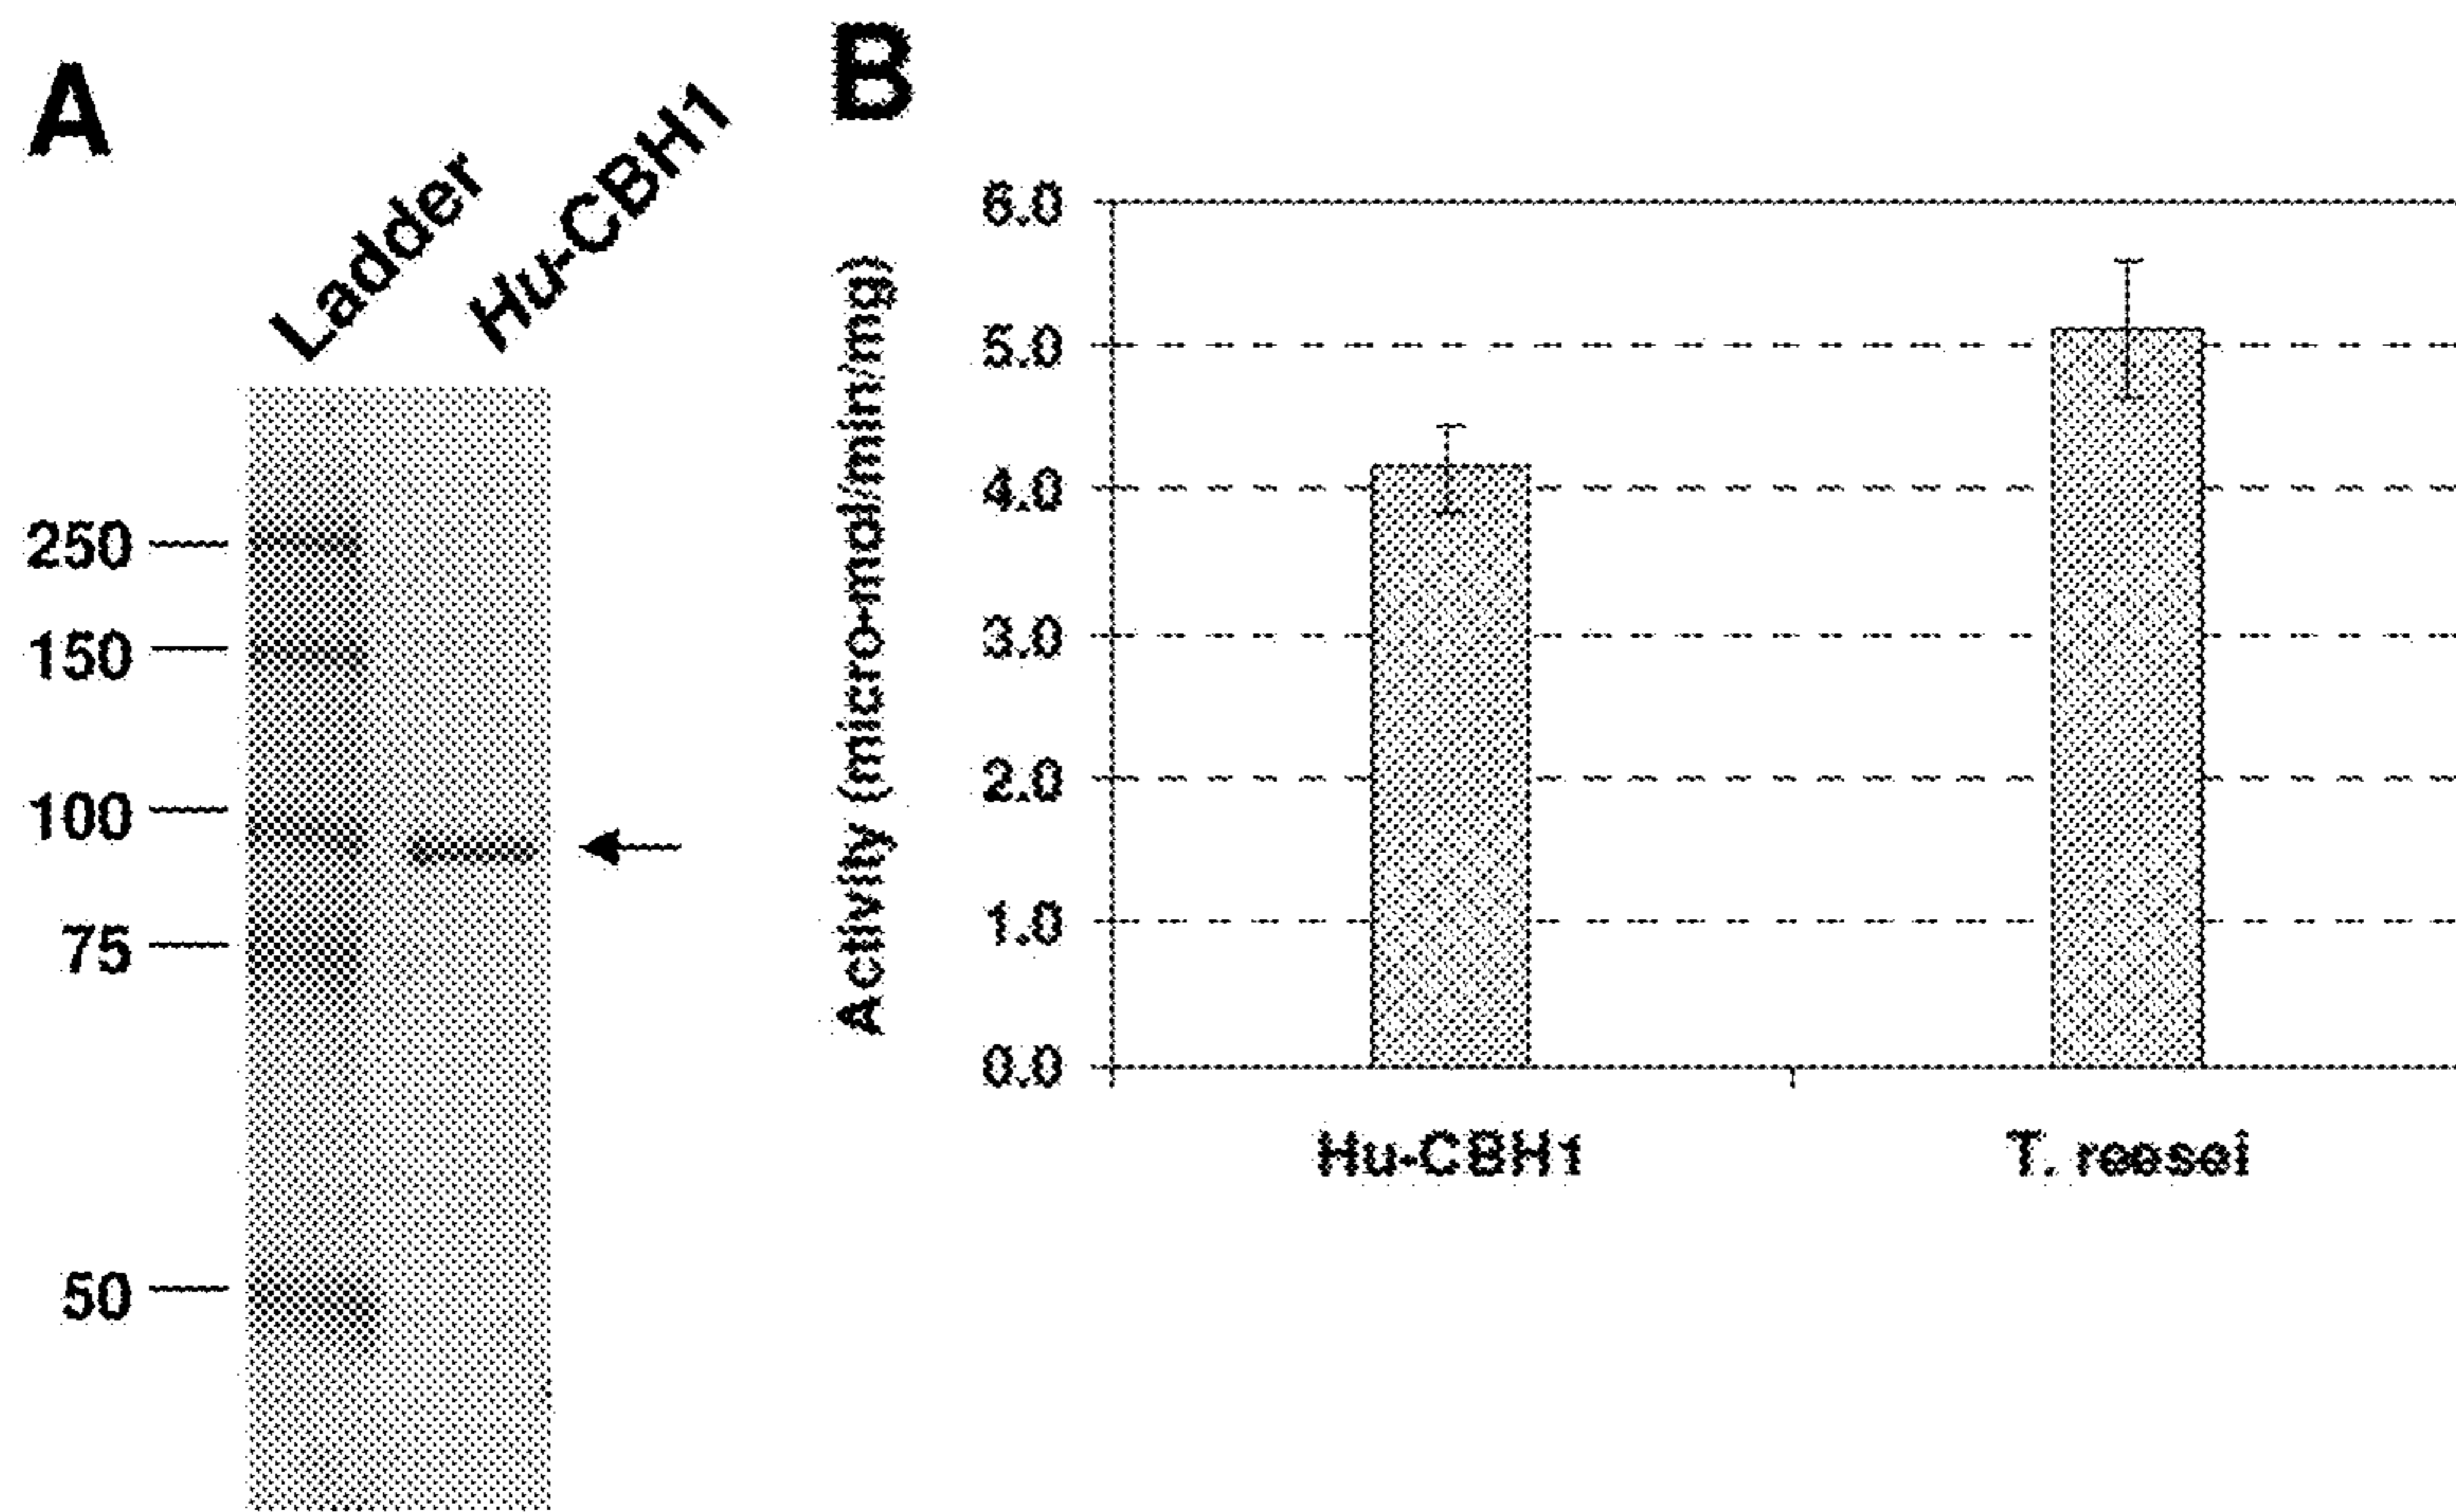 A
Ladder
Hu-CBH1
250
150
100
75
50
B
Activity (micro-mol/min/mg)
6.0
5.0
4.0
3.0
2.0
1.0
0.0
Hu-CBH1
T. reesei